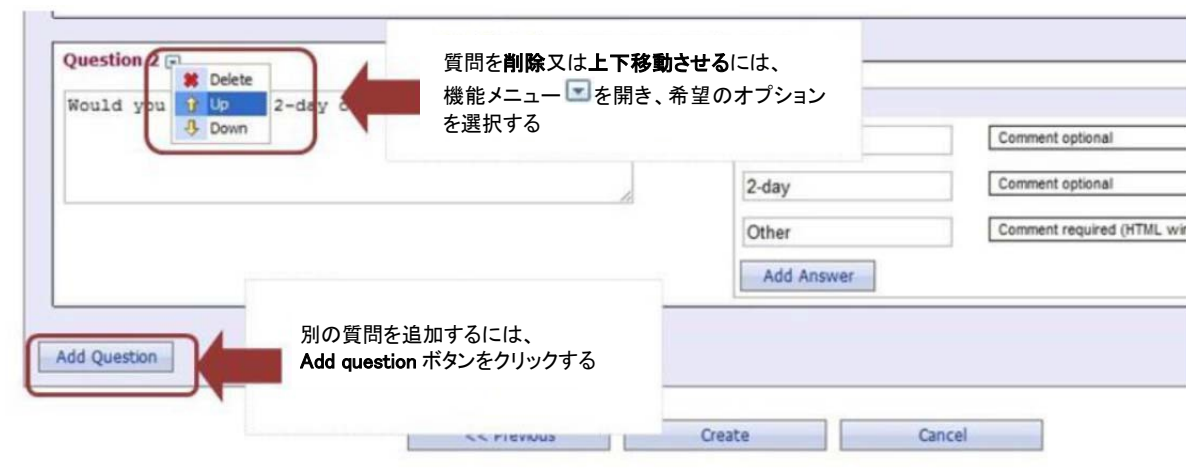 Question 2
Delete
Up
Down
Would you 2-day
質問を削除又は上下移動させるには、
機能メニュー を開き、希望のオプション
を選択する
Comment optional
2-day
Comment optional
Other
Comment required (HTML
Add Answer
別の質問を追加するには、
Add question ボタンをクリックする
Add Question
<< Previous
Create
Cancel